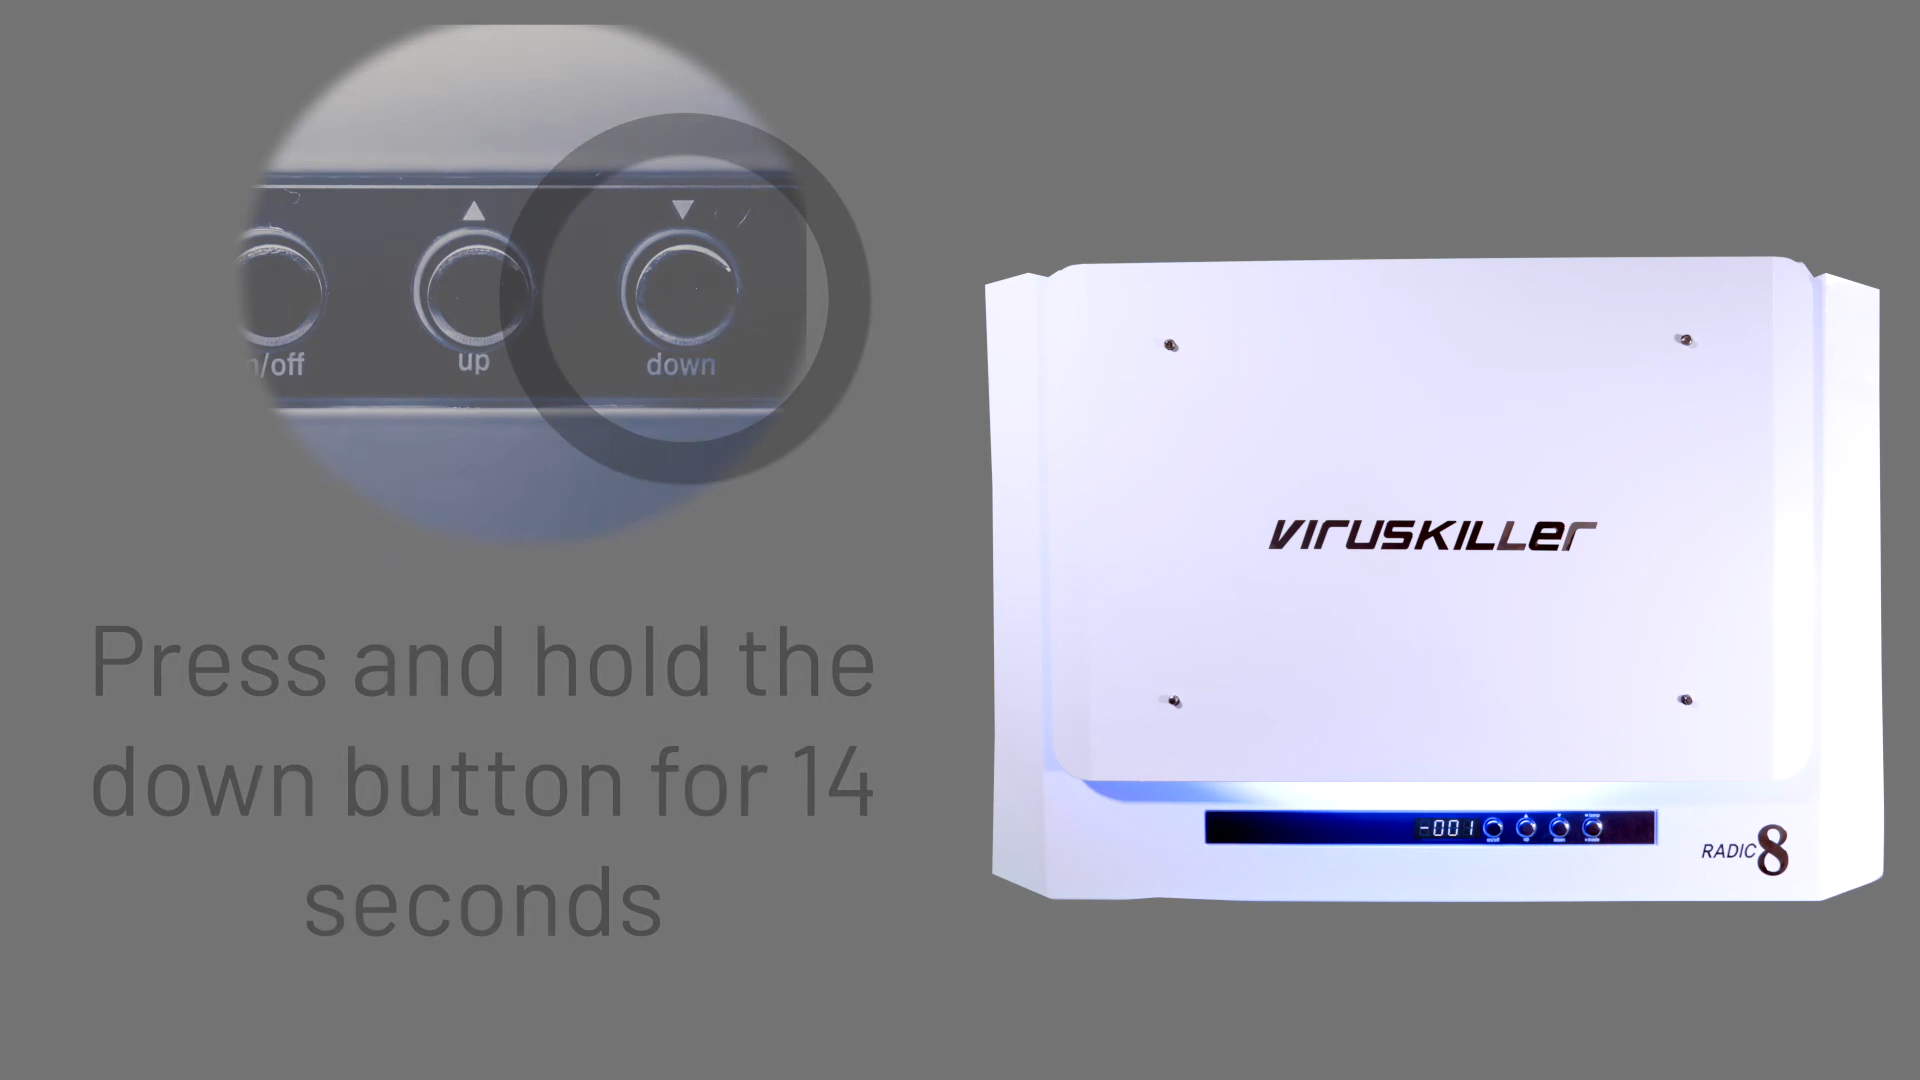 n/off
up
down
Press and hold the
down button for 14
seconds
VIRUSKILLER
-001
RADIC8